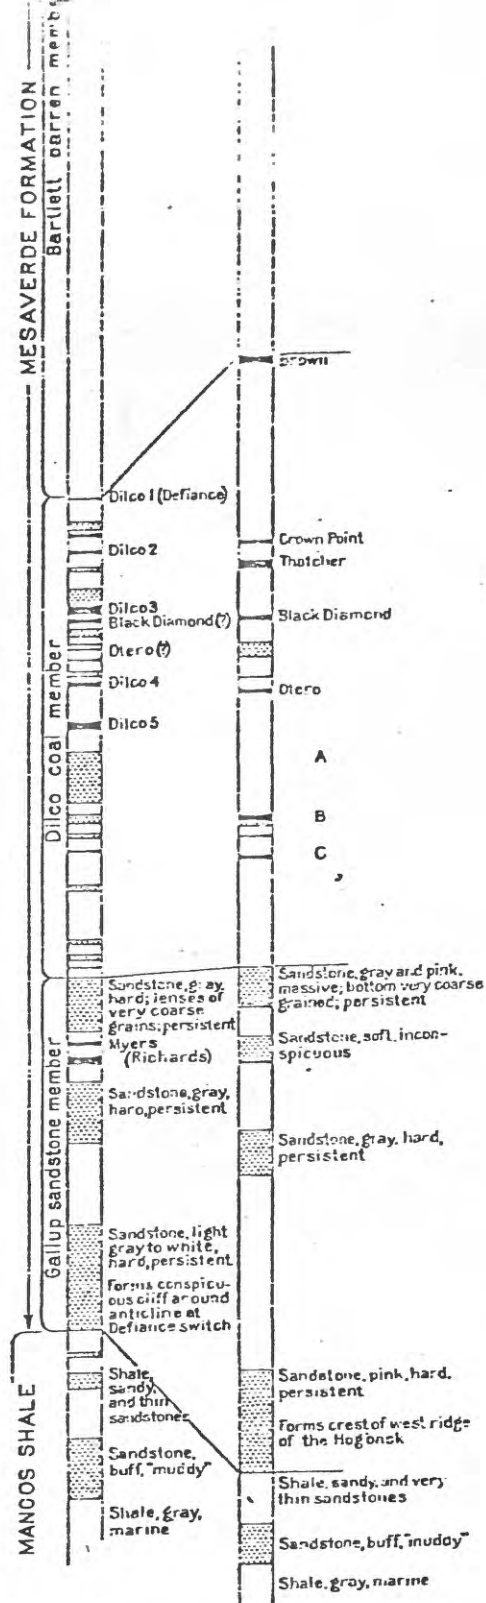 MESAVERDE FORMATION
Bartlett barren memb
Dilco coal member
Gallup sandstone member
MANCOS SHALE
Dilco 1 (Defiance)
Dilco 2
Dilco 3
Black Diamond (?)
Otero (?)
Dilco 4
Dilco 5
Sandstone, gray,
hard; lenses of
very coarse
grains; persistent
Myers
(Richards)
Sandstone, gray,
hard, persistent
Sandstone, light
gray to white,
hard, persistent
Forms conspicu-
ous cliff around
anticline at
Defiance switch
Shale,
sandy,
and thin
sandstones
Sandstone,
buff, "muddy"
Shale, gray,
marine
Brown
Crown Point
Thatcher
Black Diamond
Otero
A
B
C
Sandstone, gray and pink,
massive; bottom very coarse
grained; persistent
Sandstone, soft, incon-
spicuous
Sandstone, gray, hard,
persistent
Sandstone, pink, hard,
persistent
Forms crest of west ridge
of the Hogback
Shale, sandy, and very
thin sandstones
Sandstone, buff, "muddy"
Shale, gray, marine